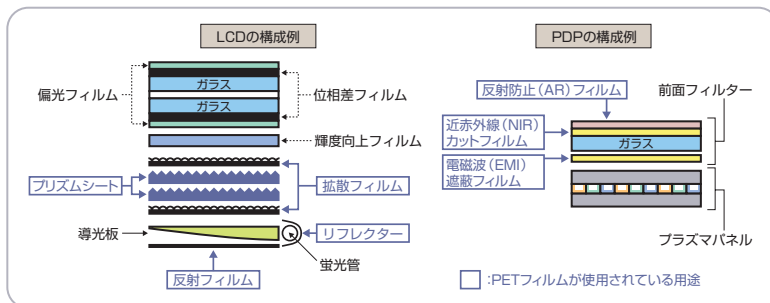 LCDの構成例
ガラス
ガラス
偏光フィルム
位相差フィルム
輝度向上フィルム
プリズムシート
拡散フィルム
導光板
リフレクター
蛍光管
反射フィルム
PDPの構成例
反射防止(AR)フィルム
前面フィルター
近赤外線(NIR)
カットフィルム
ガラス
電磁波(EMI)
遮蔽フィルム
プラズマパネル
:PETフィルムが使用されている用途